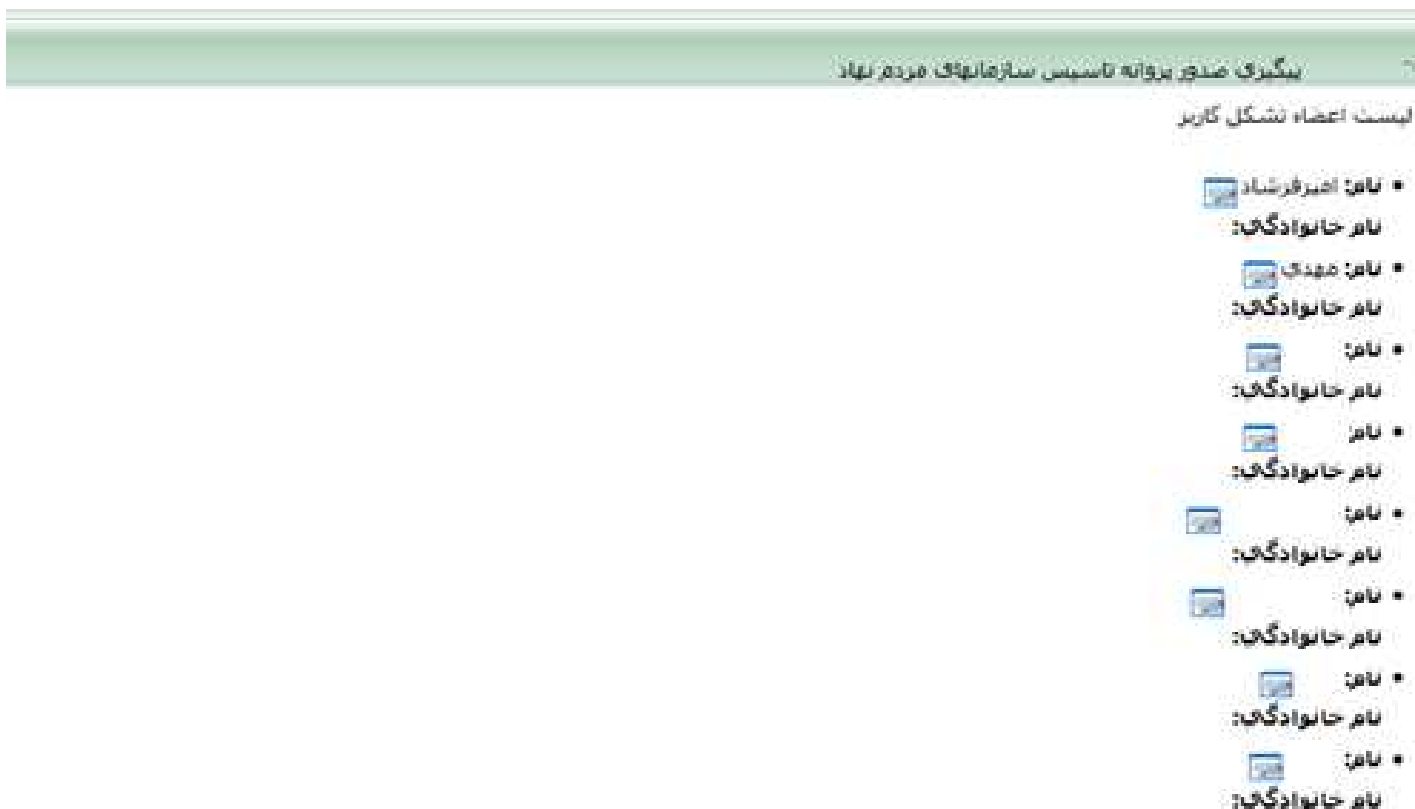 پیگیری صدور پروانه تاسیس سازمانهای مردم نهاد
لیست اعضاء تشکل کاربر
• نام: امیرفرشاد
نام خانوادگی:
• نام: مهدی
نام خانوادگی:
• نام:
نام خانوادگی:
• نام:
نام خانوادگی:
• نام:
نام خانوادگی:
• نام:
نام خانوادگی:
• نام:
نام خانوادگی:
• نام:
نام خانوادگی: